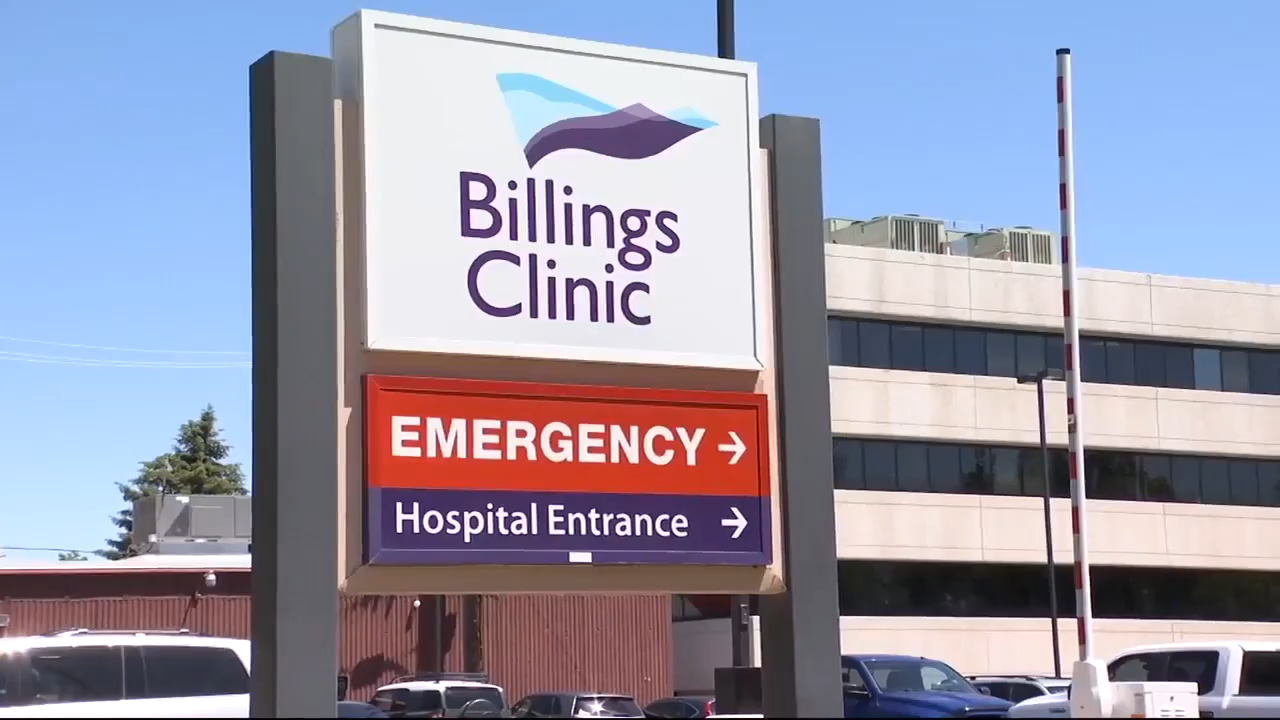 Billings
Clinic
EMERGENCY →
Hospital Entrance →